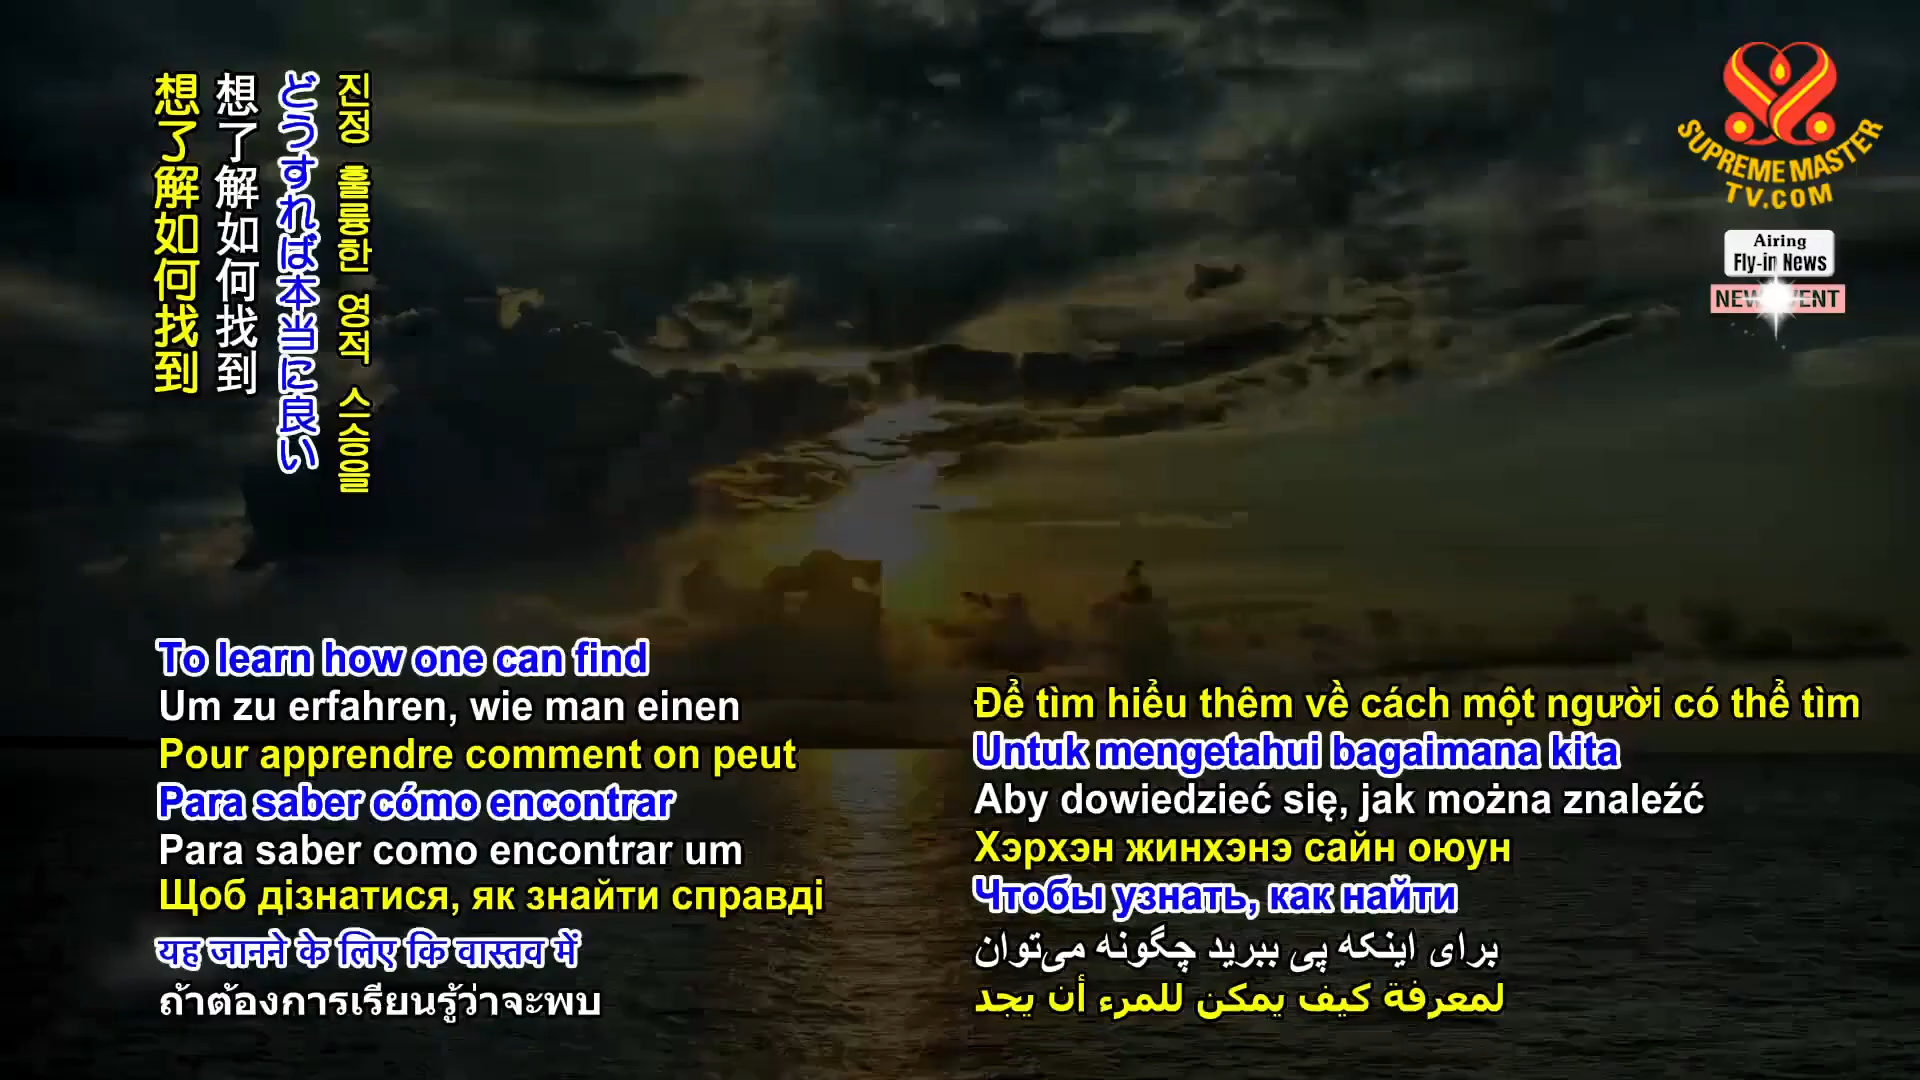 想了解如何找到
想了解如何找到
どうすれば本当に良い
진정 훌륭한 영적 스승을
SUPREME MASTER
TV.COM
Airing
Fly-in News
To learn how one can find
Um zu erfahren, wie man einen
Pour apprendre comment on peut
Para saber cómo encontrar
Para saber como encontrar um
Щоб дізнатися, як знайти справді
यह जानने के लिए कि वास्तव में
ถ้าต้องการเรียนรู้ว่าจะพบ
Để tìm hiểu thêm về cách một người có thể tìm
Untuk mengetahui bagaimana kita
Aby dowiedzieć się, jak można znaleźć
Хэрхэн жинхэнэ сайн оюун
Чтобы узнать, как найти
برای اینکه پی ببرید چگونه می‌توان
لمعرفة كيف يمكن للمرء أن يجد